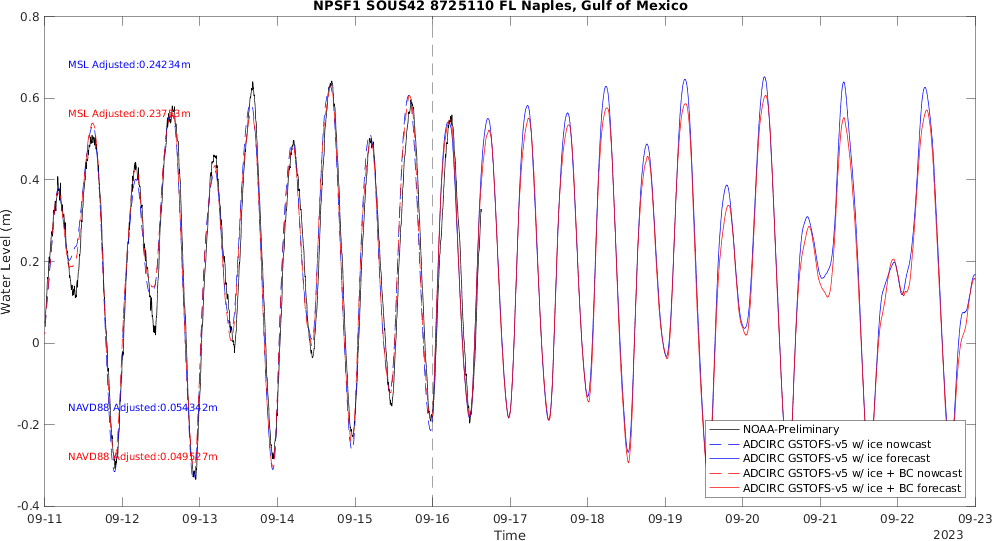 NPSF1 SOUS42 8725110 FL Naples, Gulf of Mexico
0.8
0.6
0.4
0.2
0
-0.2
-0.4
Water Level (m)
MSL Adjusted:0.24234m
MSL Adjusted:0.23763m
NAVD88 Adjusted:0.054342m
NAVD88 Adjusted:0.049527m
NOAA-Preliminary
ADCIRC GSTOFS-v5 w/ ice nowcast
ADCIRC GSTOFS-v5 w/ ice forecast
ADCIRC GSTOFS-v5 w/ ice + BC nowcast
ADCIRC GSTOFS-v5 w/ ice + BC forecast
09-11 09-12 09-13 09-14 09-15 09-16 09-17 09-18 09-19 09-20 09-21 09-22 09-23
Time
2023